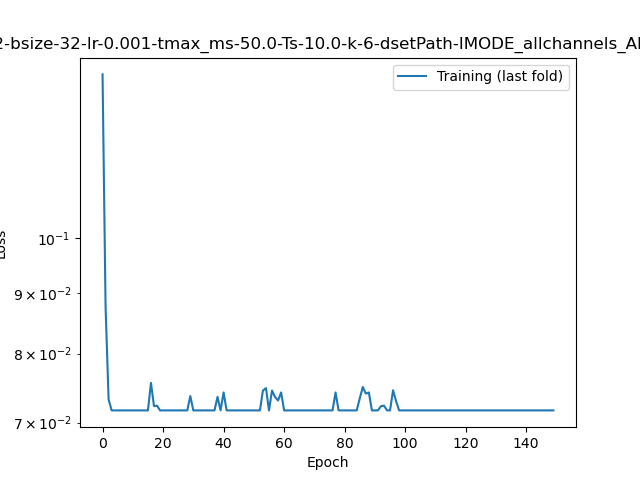 2-bsize-32-lr-0.001-tmax_ms-50.0-Ts-10.0-k-6-dsetPath-IMODE_allchannels_A
Training (last fold)
Loss
10⁻¹
9 × 10⁻²
8 × 10⁻²
7 × 10⁻²
0 20 40 60 80 100 120 140
Epoch